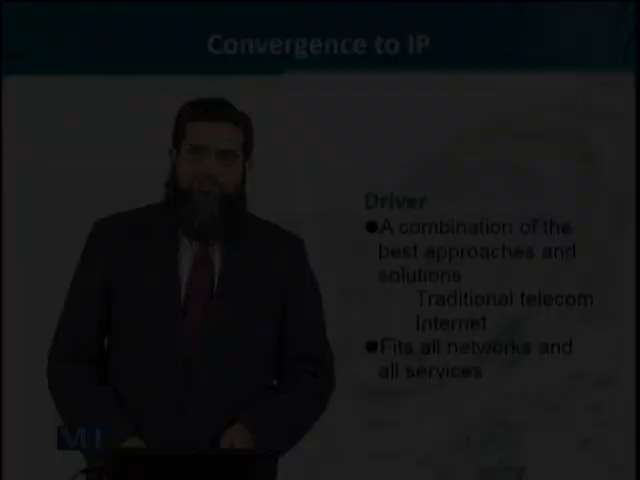 Convergence to IP
Driver
●A combination of the
best approaches and
solutions
Traditional telecom
Internet
●Fits all networks and
all services
VU